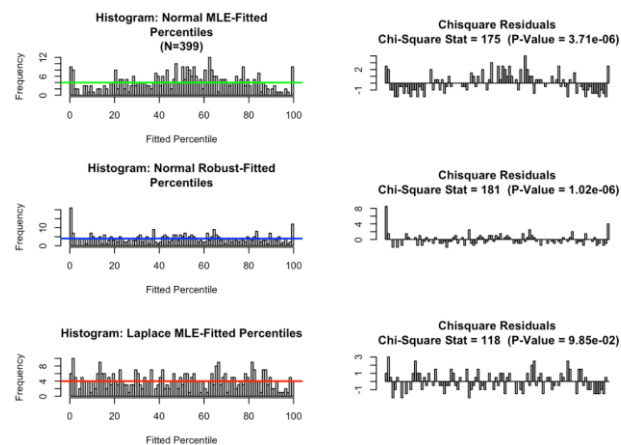 Histogram: Normal MLE-Fitted
Percentiles
(N=399)
Frequency
0 6 12
0 20 40 60 80 100
Fitted Percentile
Chisquare Residuals
Chi-Square Stat = 175 (P-Value = 3.71e-06)
-1 2
Histogram: Normal Robust-Fitted
Percentiles
Frequency
0 10
0 20 40 60 80 100
Fitted Percentile
Chisquare Residuals
Chi-Square Stat = 181 (P-Value = 1.02e-06)
0 4 8
Histogram: Laplace MLE-Fitted Percentiles
Frequency
0 4 8
0 20 40 60 80 100
Fitted Percentile
Chisquare Residuals
Chi-Square Stat = 118 (P-Value = 9.85e-02)
-2 1 3